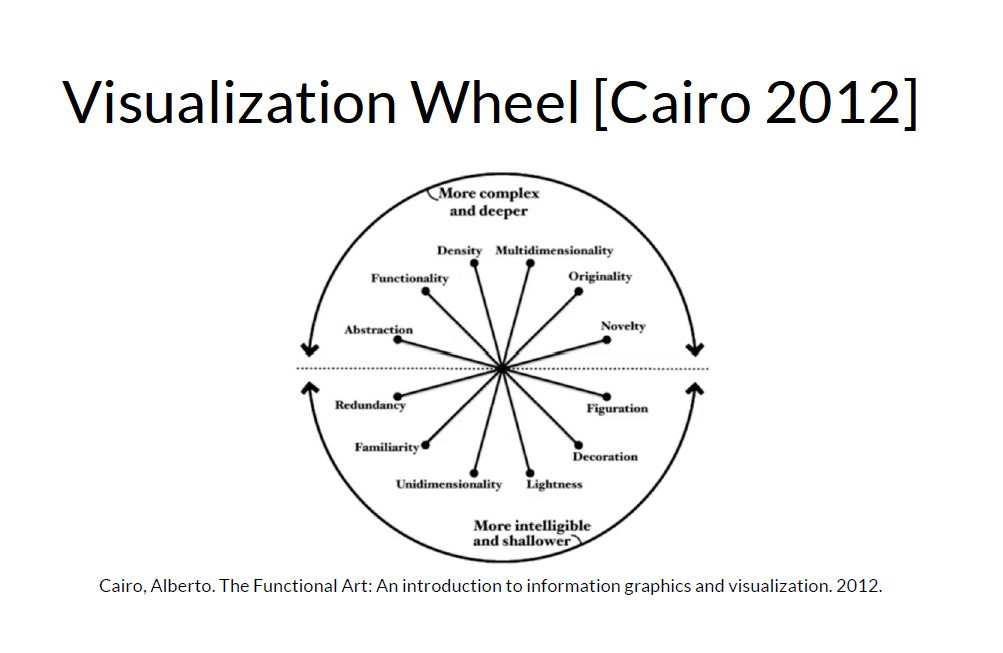 Visualization Wheel [Cairo 2012]
More complex
and deeper
Density
Multidimensionality
Functionality
Originality
Abstraction
Novelty
Redundancy
Figuration
Familiarity
Decoration
Unidimensionality
Lightness
More intelligible
and shallower
Cairo, Alberto. The Functional Art: An introduction to information graphics and visualization. 2012.